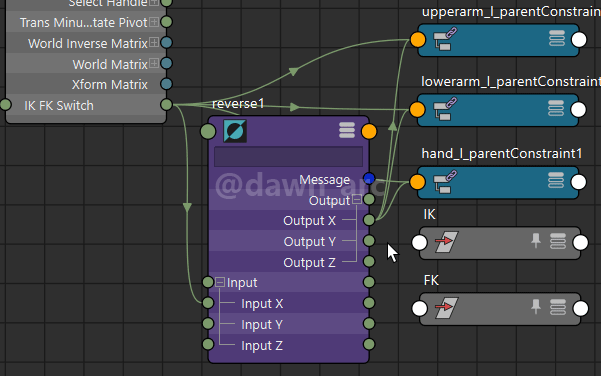 Select Handle
Trans Minu...tate Pivot
World Inverse Matrix
World Matrix
Xform Matrix
IK FK Switch
reverse1
Message
Output
Output X
Output Y
Output Z
Input
Input X
Input Y
Input Z
@dawn_arc
upperarm_l_parentConstrain
lowerarm_l_parentConstraint
hand_l_parentConstraint1
IK
FK